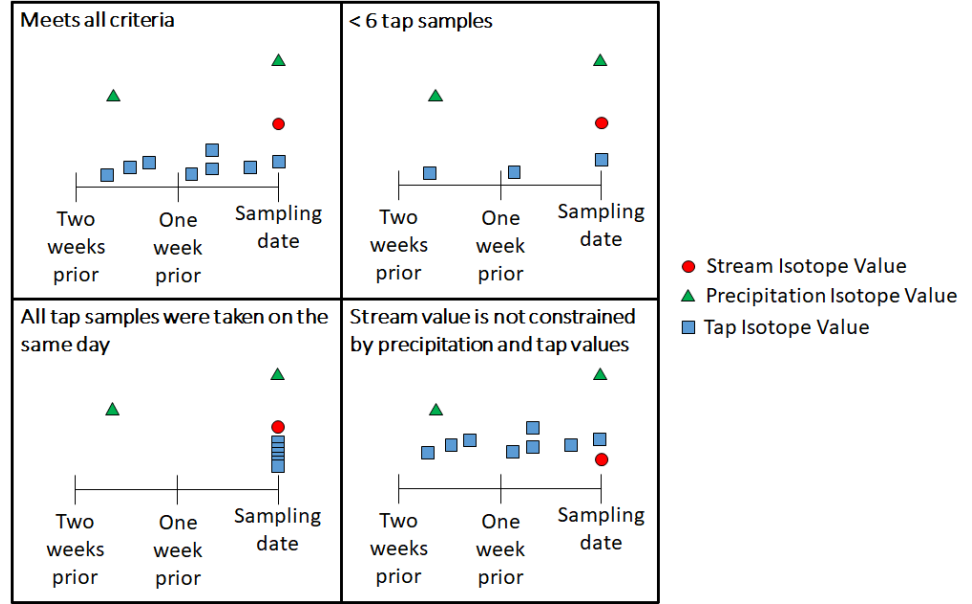 Meets all criteria
Two
weeks
prior
One
week
prior
Sampling
date
< 6 tap samples
Two
weeks
prior
One
week
prior
Sampling
date
All tap samples were taken on the
same day
Two
weeks
prior
One
week
prior
Sampling
date
Stream value is not constrained
by precipitation and tap values
Two
weeks
prior
One
week
prior
Sampling
date
Stream Isotope Value
Precipitation Isotope Value
Tap Isotope Value